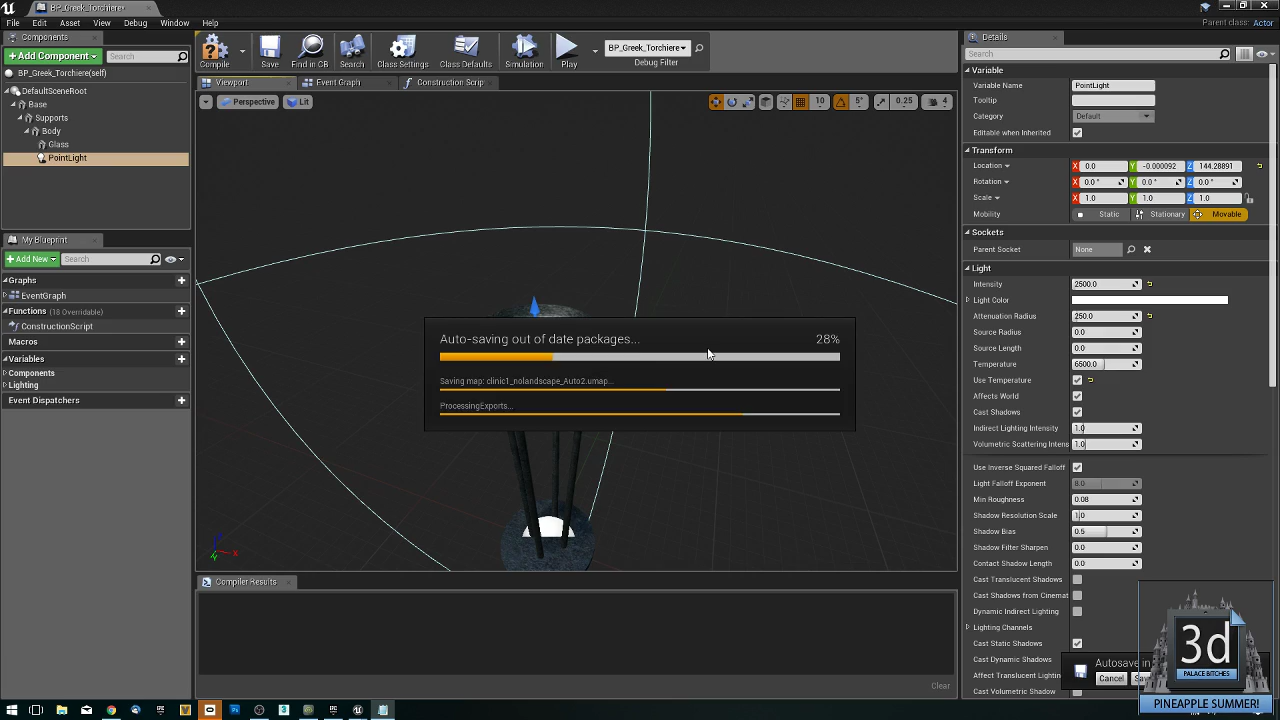 BP_Greek_Torchiere*
Parent class: Actor
File Edit Asset View Debug Window Help
Components
Add Component
Search
BP_Greek_Torchiere(self)
DefaultSceneRoot
Base
Supports
Body
Glass
PointLight
My Blueprint
Add New
Search
Graphs
EventGraph
Functions (18 Overridable)
ConstructionScript
Macros
Variables
Components
Lighting
Event Dispatchers
Compile
Save
Find in CB
Search
Class Settings
Class Defaults
Simulation
Play
BP_Greek_Torchiere
Debug Filter
Viewport
Event Graph
Construction Scrip
Perspective
Lit
10
5°
0.25
4
Auto-saving out of date packages... 28%
Saving map: clinic1_nolandscape_Auto2.umap...
ProcessingExports...
Compiler Results
Clear
Details
Search
Variable
Variable Name PointLight
Tooltip
Category Default
Editable when Inherited
Transform
Location X 0.0 Y -0.000092 Z 144.28891
Rotation X 0.0 ° Y 0.0 ° Z 0.0 °
Scale X 1.0 Y 1.0 Z 1.0
Mobility Static Stationary Movable
Sockets
Parent Socket None
Light
Intensity 2500.0
Light Color
Attenuation Radius 250.0
Source Radius 0.0
Source Length 0.0
Temperature 6500.0
Use Temperature
Affects World
Cast Shadows
Indirect Lighting Intensity 1.0
Volumetric Scattering Intens 1.0
Use Inverse Squared Falloff
Light Falloff Exponent 8.0
Min Roughness 0.08
Shadow Resolution Scale 1.0
Shadow Bias 0.5
Shadow Filter Sharpen 0.0
Contact Shadow Length 0.0
Cast Translucent Shadows
Cast Shadows from Cinemat
Dynamic Indirect Lighting
Lighting Channels
Cast Static Shadows
Cast Dynamic Shadows
Affect Translucent Lightin
Cast Volumetric Shadow
Autosave in
Cancel
3d
PALACE BITCHES
PINEAPPLE SUMMER!